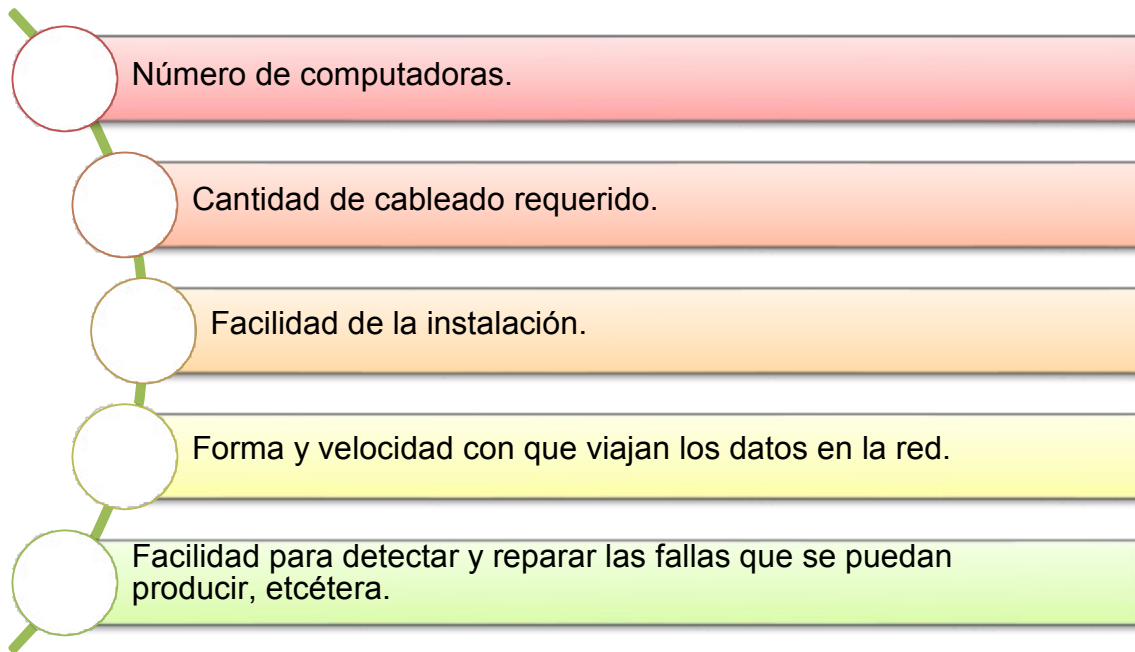 Número de computadoras.
Cantidad de cableado requerido.
Facilidad de la instalación.
Forma y velocidad con que viajan los datos en la red.
Facilidad para detectar y reparar las fallas que se puedan
producir, etcétera.